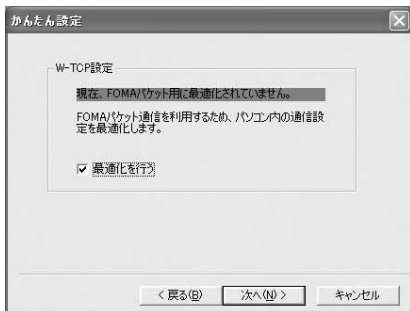 かんたん設定
W-TCP設定
現在、FOMAパケット用に最適化されていません。
FOMAパケット通信を利用するため、パソコン内の通信設
定を最適化します。
最適化を行う
< 戻る(B)
次へ(N) >
キャンセル